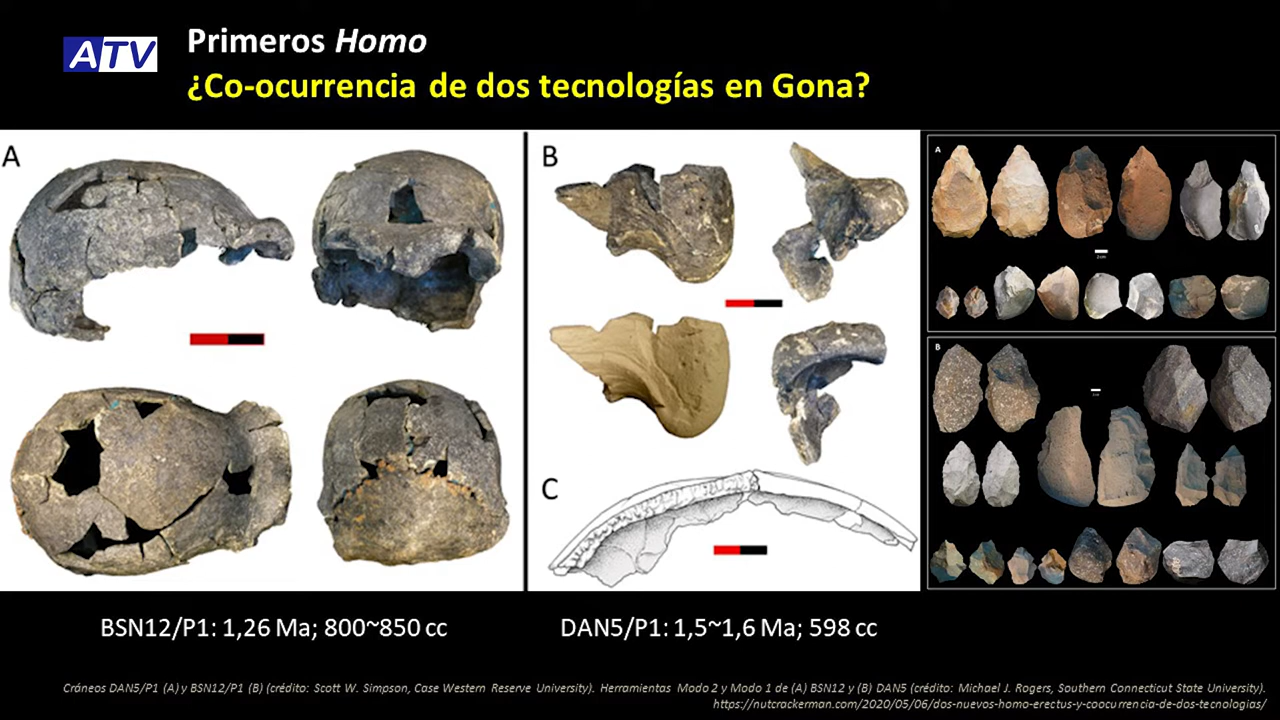 ATV
Primeros Homo
¿Co-ocurrencia de dos tecnologías en Gona?
A
B
C
A
2 cm
B
BSN12/P1: 1,26 Ma; 800~850 cc
DAN5/P1: 1,5~1,6 Ma; 598 cc
Cráneos DAN5/P1 (A) y BSN12/P1 (B) (crédito: Scott W. Simpson, Case Western Reserve University). Herramientas Modo 2 y Modo 1 de (A) BSN12 y (B) DAN5 (crédito: Michael J. Rogers, Southern Connecticut State University).
https://nutcrackerman.com/2020/05/06/dos-nuevos-homo-erectus-y-coocurrencia-de-dos-tecnologias/